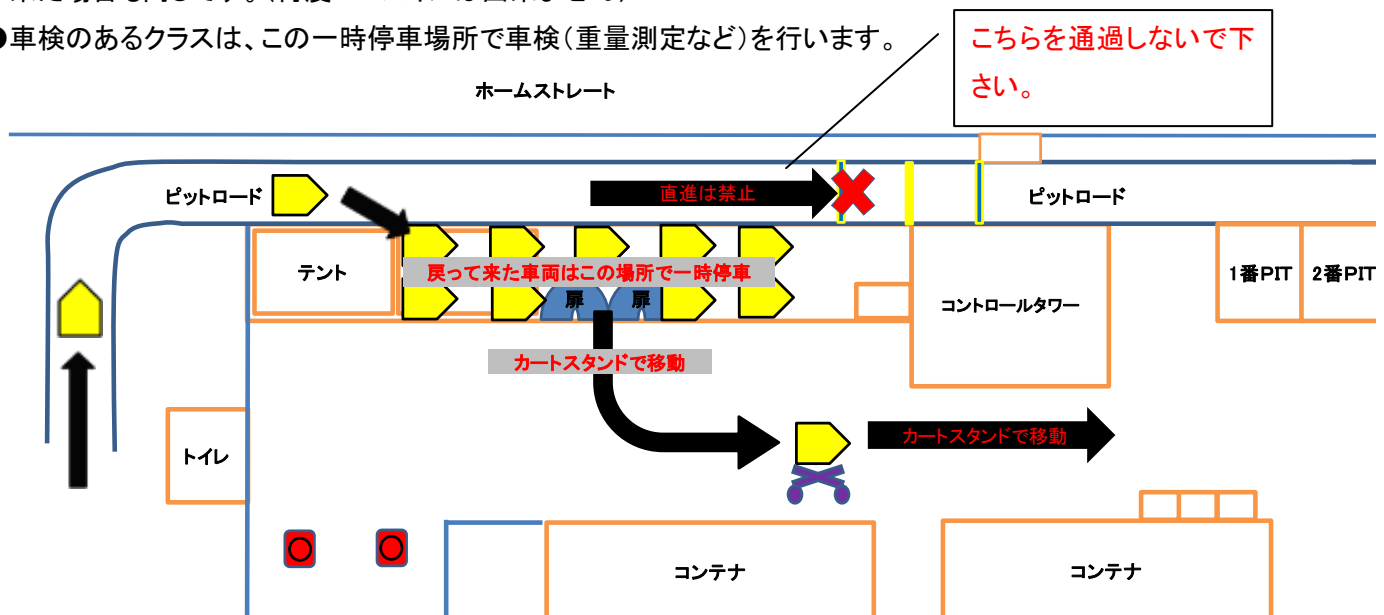 ●車検のあるクラスは、この一時停車場所で車検（重量測定など）を行います。
こちらを通過しないで下
さい。
ホームストレート
ピットロード
直進は禁止
ピットロード
テント
戻って来た車両はこの場所で一時停車
扉
扉
コントロールタワー
1番PIT
2番PIT
カートスタンドで移動
カートスタンドで移動
トイレ
コンテナ
コンテナ